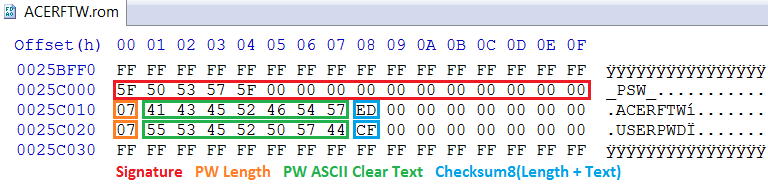 ACERFTW.rom
Offset(h) 00 01 02 03 04 05 06 07 08 09 0A 0B 0C 0D 0E 0F
0025BFF0 FF FF FF FF FF FF FF FF FF FF FF FF FF FF FF FF ÿÿÿÿÿÿÿÿÿÿÿÿÿÿÿÿ
0025C000 5F 50 53 57 5F 00 00 00 00 00 00 00 00 00 00 00 _PSW_...........
0025C010 07 41 43 45 52 46 54 57 ED 00 00 00 00 00 00 00 .ACERFTWí.......
0025C020 07 55 53 45 52 50 57 44 CF 00 00 00 00 00 00 00 .USERPWDÏ.......
0025C030 FF FF FF FF FF FF FF FF FF FF FF FF FF FF FF FF ÿÿÿÿÿÿÿÿÿÿÿÿÿÿÿÿ
Signature PW Length PW ASCII Clear Text Checksum8(Length + Text)